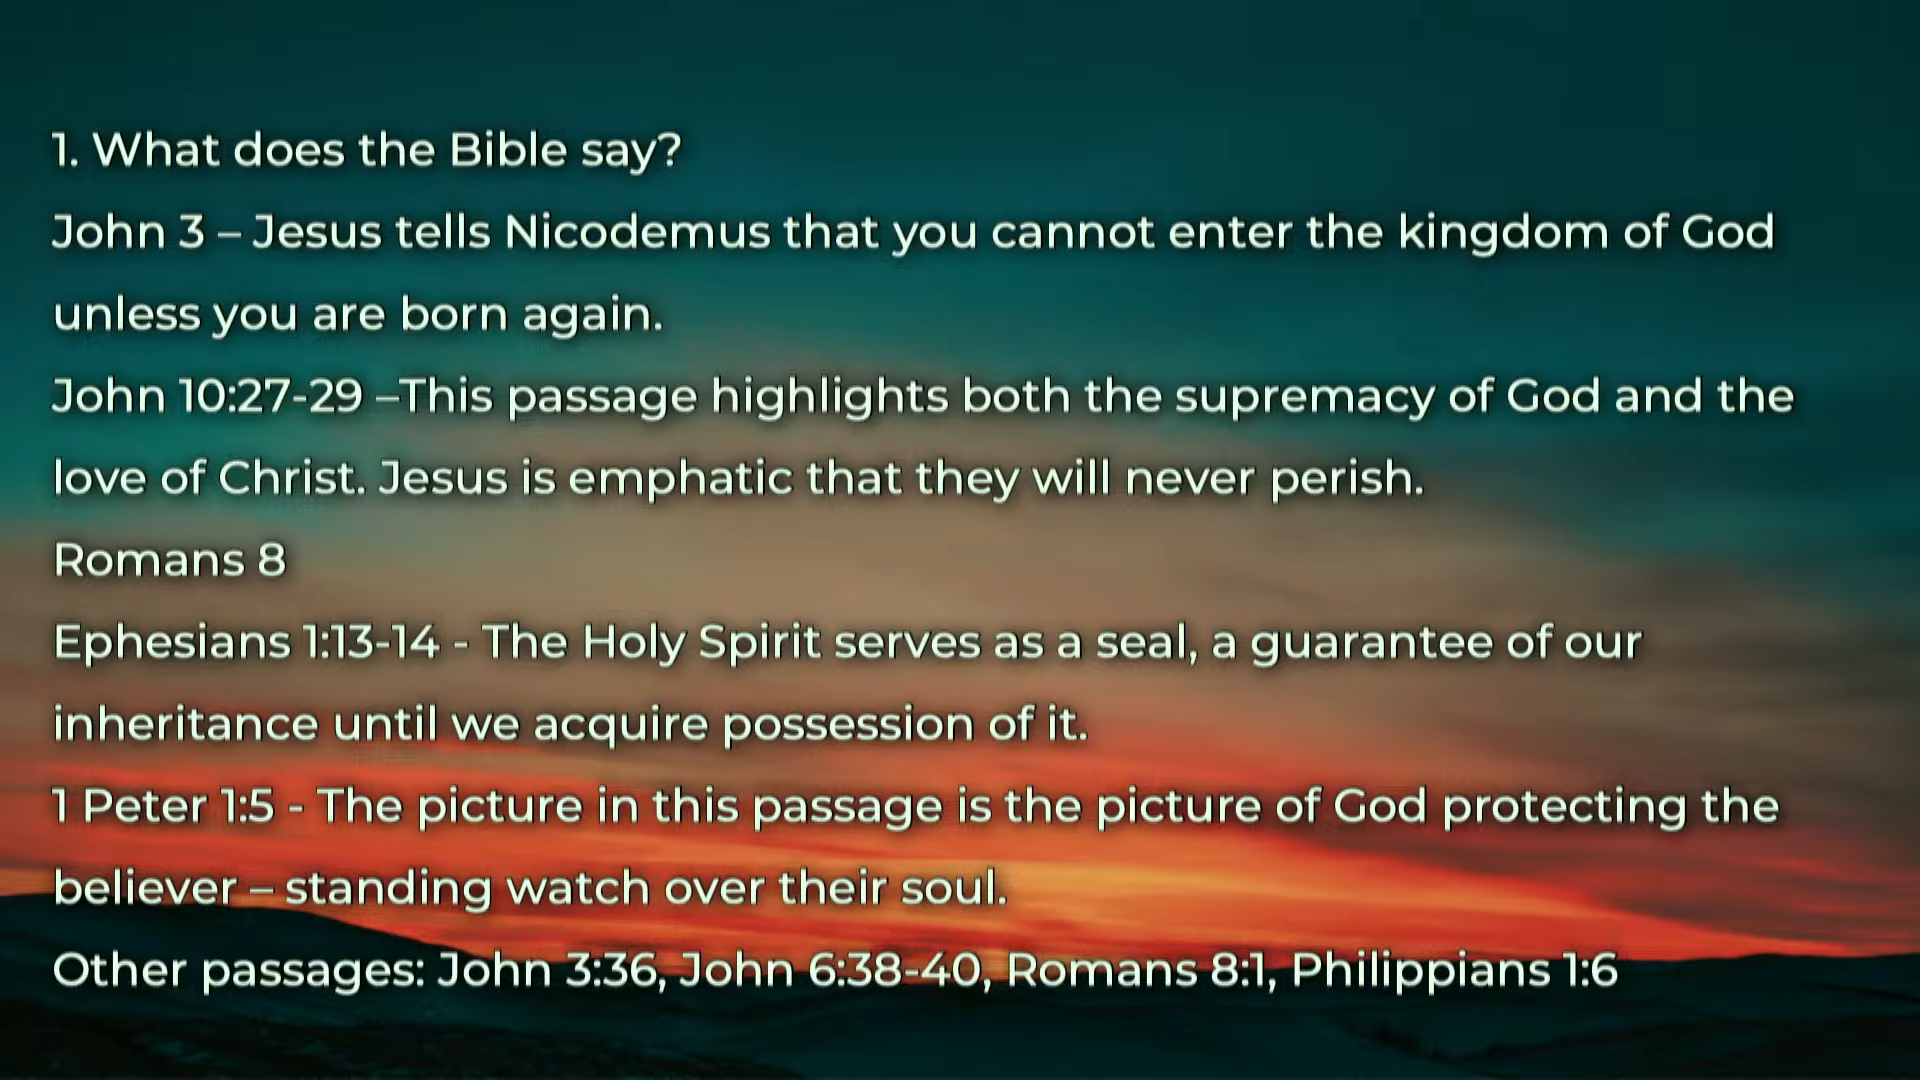 1. What does the Bible say?
John 3 – Jesus tells Nicodemus that you cannot enter the kingdom of God
unless you are born again.
John 10:27-29 –This passage highlights both the supremacy of God and the
love of Christ. Jesus is emphatic that they will never perish.
Romans 8
Ephesians 1:13-14 - The Holy Spirit serves as a seal, a guarantee of our
inheritance until we acquire possession of it.
1 Peter 1:5 - The picture in this passage is the picture of God protecting the
believer – standing watch over their soul.
Other passages: John 3:36, John 6:38-40, Romans 8:1, Philippians 1:6